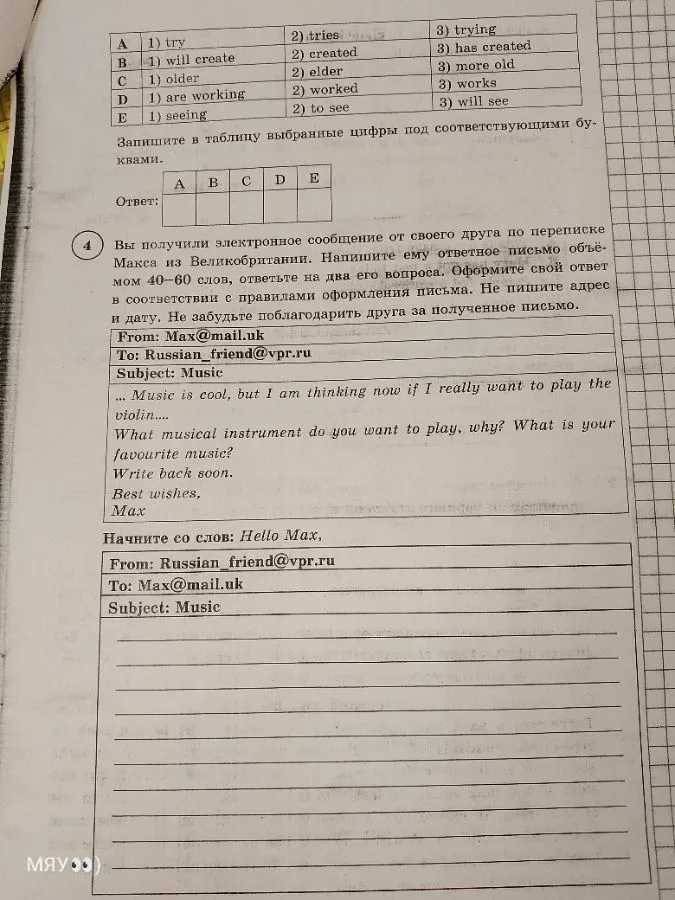 A 1) try 2) tries 3) trying
B 1) will create 2) created 3) has created
C 1) older 2) elder 3) more old
D 1) are working 2) worked 3) works
E 1) seeing 2) to see 3) will see
Запишите в таблицу выбранные цифры под соответствующими бу-
квами.
A B C D E
Ответ:
4 Вы получили электронное сообщение от своего друга по переписке
Макса из Великобритании. Напишите ему ответное письмо объё-
мом 40—60 слов, ответьте на два его вопроса. Оформите свой ответ
в соответствии с правилами оформления письма. Не пишите адрес
и дату. Не забудьте поблагодарить друга за полученное письмо.
From: Max@mail.uk
To: Russian_friend@vpr.ru
Subject: Music
... Music is cool, but I am thinking now if I really want to play the
violin....
What musical instrument do you want to play, why? What is your
favourite music?
Write back soon.
Best wishes,
Max
Начните со слов: Hello Max,
From: Russian_friend@vpr.ru
To: Max@mail.uk
Subject: Music
МЯУ👀)